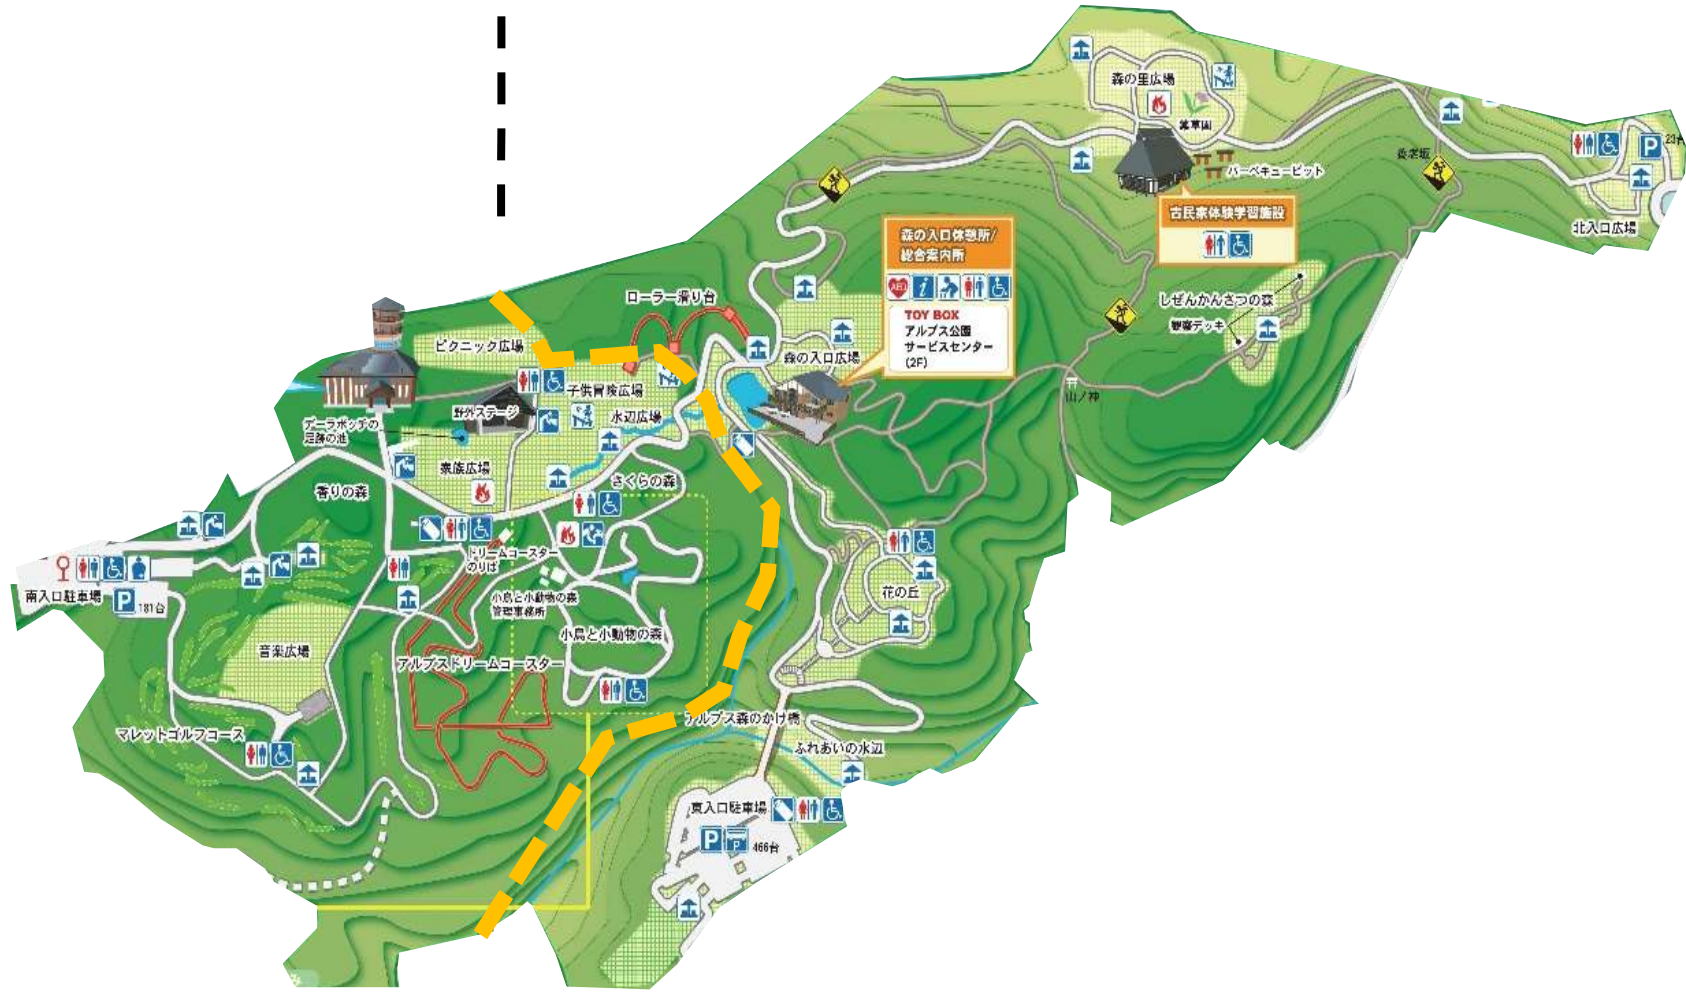 森の里広場
薬草園
バーベキューピット
養老坂
P
23台
北入口広場
古民家体験学習施設
森の入口休憩所/
総合案内所
AED
i
TOY BOX
アルプス公園
サービスセンター
(2F)
しぜんかんさつの森
観察デッキ
山ノ神
ローラー滑り台
森の入口広場
ピクニック広場
子供冒険広場
野外ステージ
水辺広場
デーラボッチの
足跡の池
家族広場
香りの森
さくらの森
ドリームコースター
のりば
小鳥と小動物の森
管理事務所
小鳥と小動物の森
花の丘
南入口駐車場
P
181台
音楽広場
アルプスドリームコースター
マレットゴルフコース
アルプス森のかけ橋
ふれあいの水辺
東入口駐車場
P
P
466台